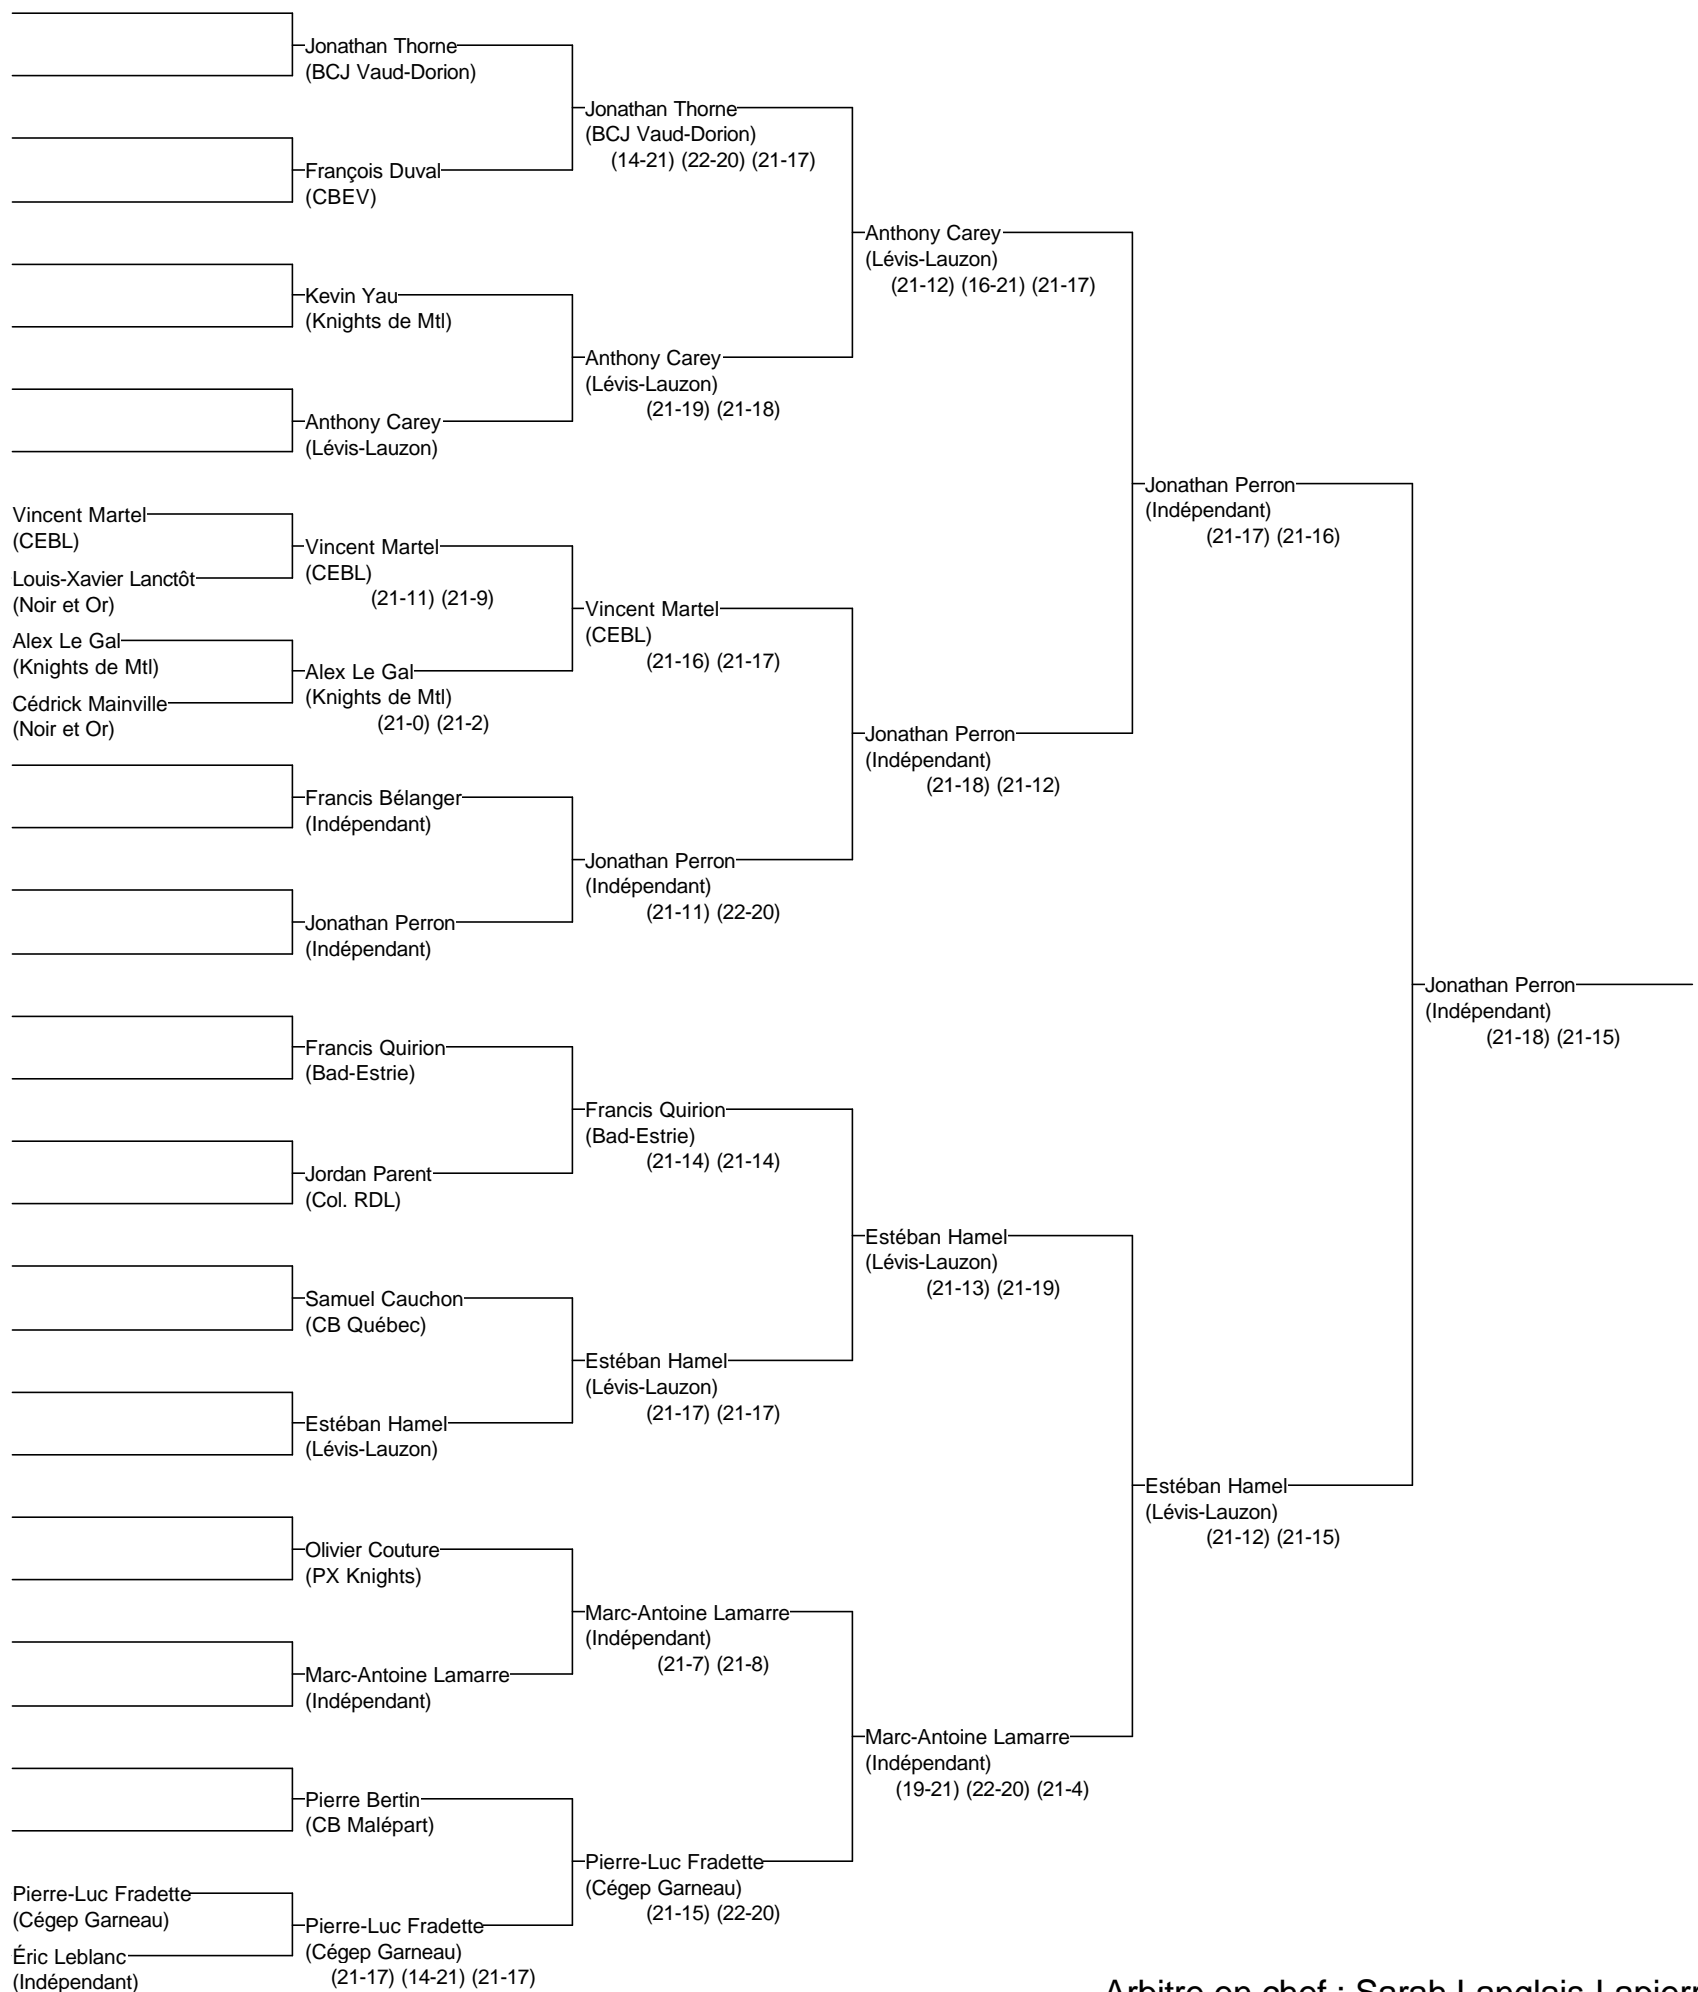 Jonathan Thorne
(BCJ Vaud-Dorion)
Jonathan Thorne
(BCJ Vaud-Dorion)
(14-21) (22-20) (21-17)
François Duval
(CBEV)
Anthony Carey
(Lévis-Lauzon)
(21-12) (16-21) (21-17)
Kevin Yau
(Knights de Mtl)
Anthony Carey
(Lévis-Lauzon)
(21-19) (21-18)
Anthony Carey
(Lévis-Lauzon)
Jonathan Perron
(Indépendant)
(21-17) (21-16)
Vincent Martel
(CEBL)
Vincent Martel
(CEBL)
(21-11) (21-9)
Louis-Xavier Lanctôt
(Noir et Or)
Vincent Martel
(CEBL)
(21-16) (21-17)
Alex Le Gal
(Knights de Mtl)
Alex Le Gal
(Knights de Mtl)
(21-0) (21-2)
Cédrick Mainville
(Noir et Or)
Jonathan Perron
(Indépendant)
(21-18) (21-12)
Francis Bélanger
(Indépendant)
Jonathan Perron
(Indépendant)
(21-11) (22-20)
Jonathan Perron
(Indépendant)
Jonathan Perron
(Indépendant)
(21-18) (21-15)
Francis Quirion
(Bad-Estrie)
Francis Quirion
(Bad-Estrie)
(21-14) (21-14)
Jordan Parent
(Col. RDL)
Estéban Hamel
(Lévis-Lauzon)
(21-13) (21-19)
Samuel Cauchon
(CB Québec)
Estéban Hamel
(Lévis-Lauzon)
(21-17) (21-17)
Estéban Hamel
(Lévis-Lauzon)
Estéban Hamel
(Lévis-Lauzon)
(21-12) (21-15)
Olivier Couture
(PX Knights)
Marc-Antoine Lamarre
(Indépendant)
(21-7) (21-8)
Marc-Antoine Lamarre
(Indépendant)
Marc-Antoine Lamarre
(Indépendant)
(19-21) (22-20) (21-4)
Pierre Bertin
(CB Malépart)
Pierre-Luc Fradette
(Cégep Garneau)
(21-15) (22-20)
Pierre-Luc Fradette
(Cégep Garneau)
Pierre-Luc Fradette
(Cégep Garneau)
(21-17) (14-21) (21-17)
Éric Leblanc
(Indépendant)
Arbitre en chef : Sarah Langlais-Lapierr